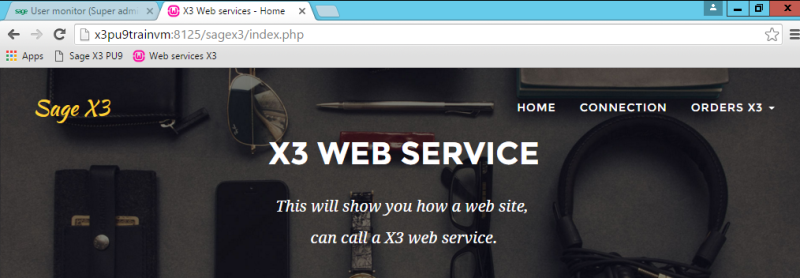 sage User monitor (Super adm
X3 Web services - Home
x3pu9trainvm:8125/sagex3/index.php
Apps Sage X3 PU9 Web services X3
Sage X3
HOME CONNECTION ORDERS X3
X3 WEB SERVICE
This will show you how a web site,
can call a X3 web service.